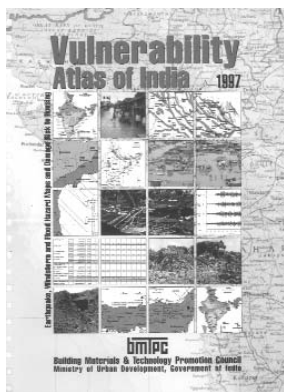 Vulnerability
Atlas of India
1997
Earthquake, Windstorm and Flood Hazard Maps and Damage Risk to Housing
bmtpc
Building Materials & Technology Promotion Council
Ministry of Urban Development, Government of India